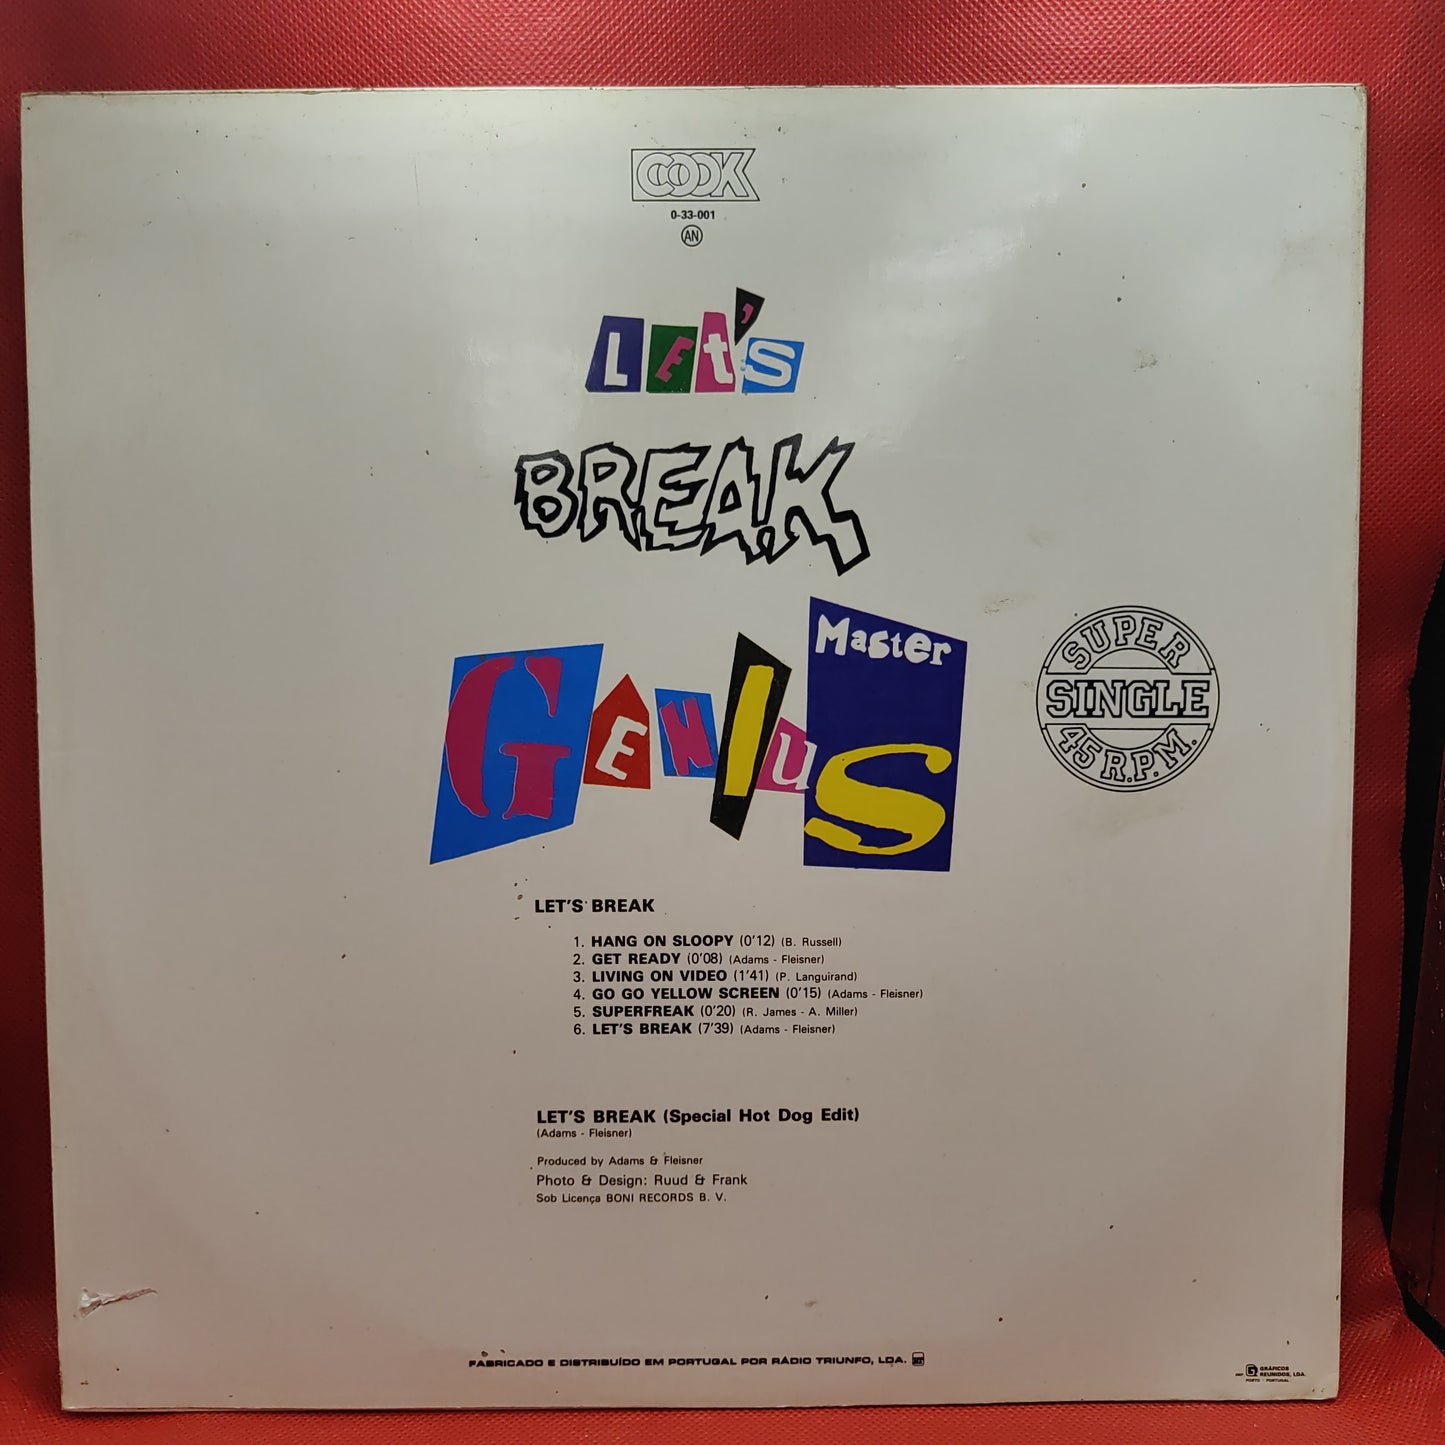 COOK
0-33-001
AN
LET'S
BREAK
Master
GENIUS
SUPER
SINGLE
45 R.P.M.
LET'S BREAK
1. HANG ON SLOOPY (0'12) (B. Russell)
2. GET READY (0'08) (Adams - Fleisner)
3. LIVING ON VIDEO (1'41) (P. Languirand)
4. GO GO YELLOW SCREEN (0'15) (Adams - Fleisner)
5. SUPERFREAK (0'20) (R. James - A. Miller)
6. LET'S BREAK (7'39) (Adams - Fleisner)
LET'S BREAK (Special Hot Dog Edit)
(Adams - Fleisner)
Produced by Adams & Fleisner
Photo & Design: Ruud & Frank
Sob Licença BONI RECORDS B. V.
FABRICADO E DISTRIBUÍDO EM PORTUGAL POR RÁDIO TRIUNFO, LDA.
GRÁFICOS
REUNIDOS, LDA.
PORTO - PORTUGAL